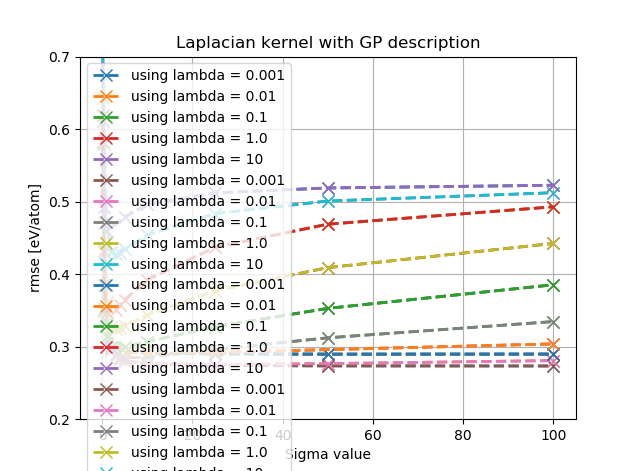 Laplacian kernel with GP description
rmse [eV/atom]
0.7
0.6
0.5
0.4
0.3
0.2
using lambda = 0.001
using lambda = 0.01
using lambda = 0.1
using lambda = 1.0
using lambda = 10
using lambda = 0.001
using lambda = 0.01
using lambda = 0.1
using lambda = 1.0
using lambda = 10
using lambda = 0.001
using lambda = 0.01
using lambda = 0.1
using lambda = 1.0
using lambda = 10
using lambda = 0.001
using lambda = 0.01
using lambda = 0.1
using lambda = 1.0
using lambda = 10
0 20 40 60 80 100
Sigma value